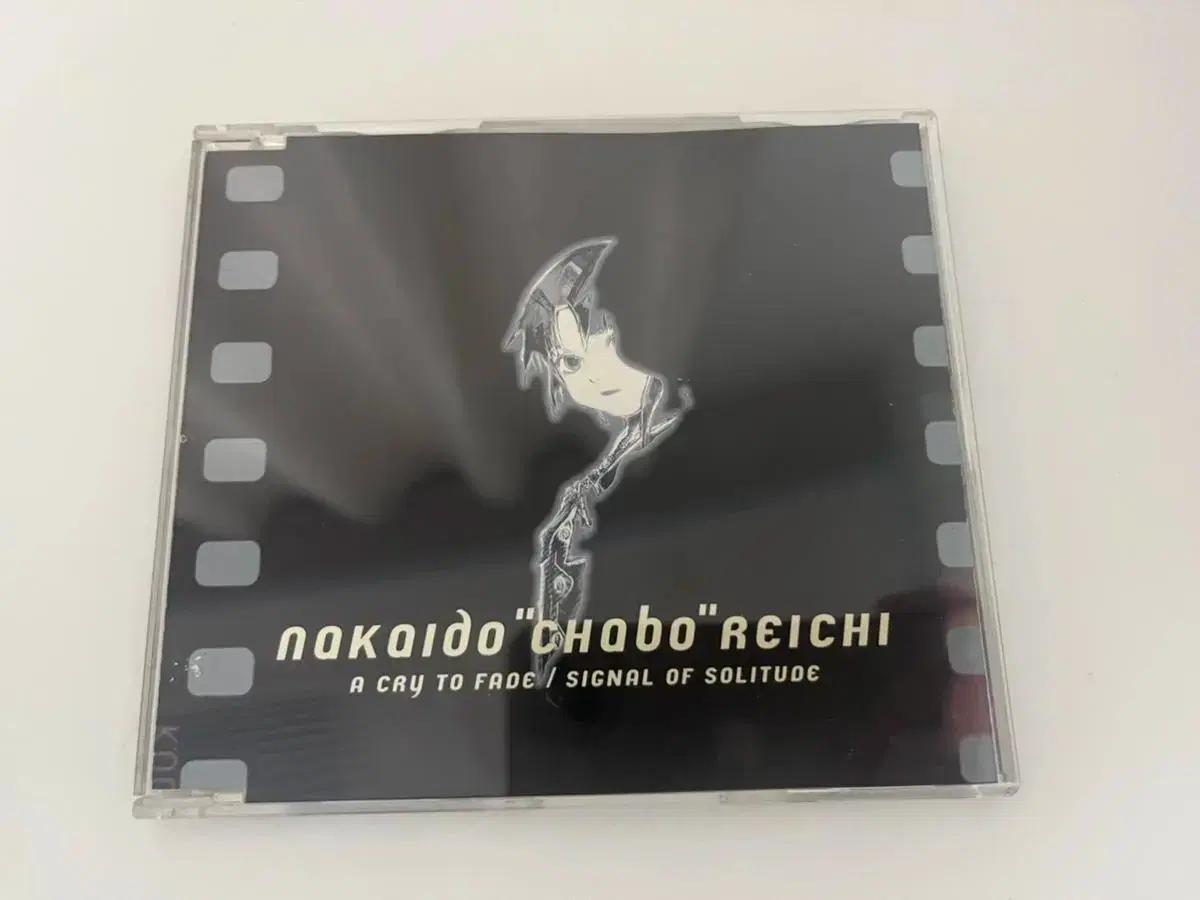 nakaido "chabo" REICHI
A CRY TO FADE / SIGNAL OF SOLITUDE